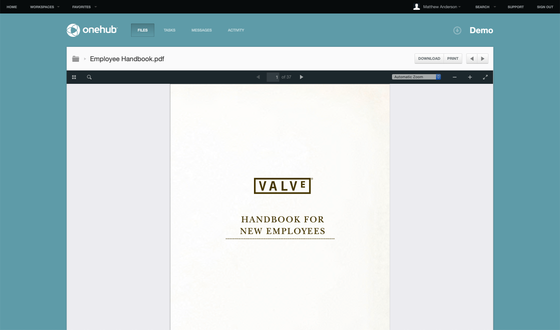 HOME WORKSPACES FAVORITES Matthew Anderson SEARCH SUPPORT SIGN OUT
onehub FILES TASKS MESSAGES ACTIVITY Demo
Employee Handbook.pdf DOWNLOAD PRINT
1 of 37 Automatic Zoom
VALVE
HANDBOOK FOR
NEW EMPLOYEES